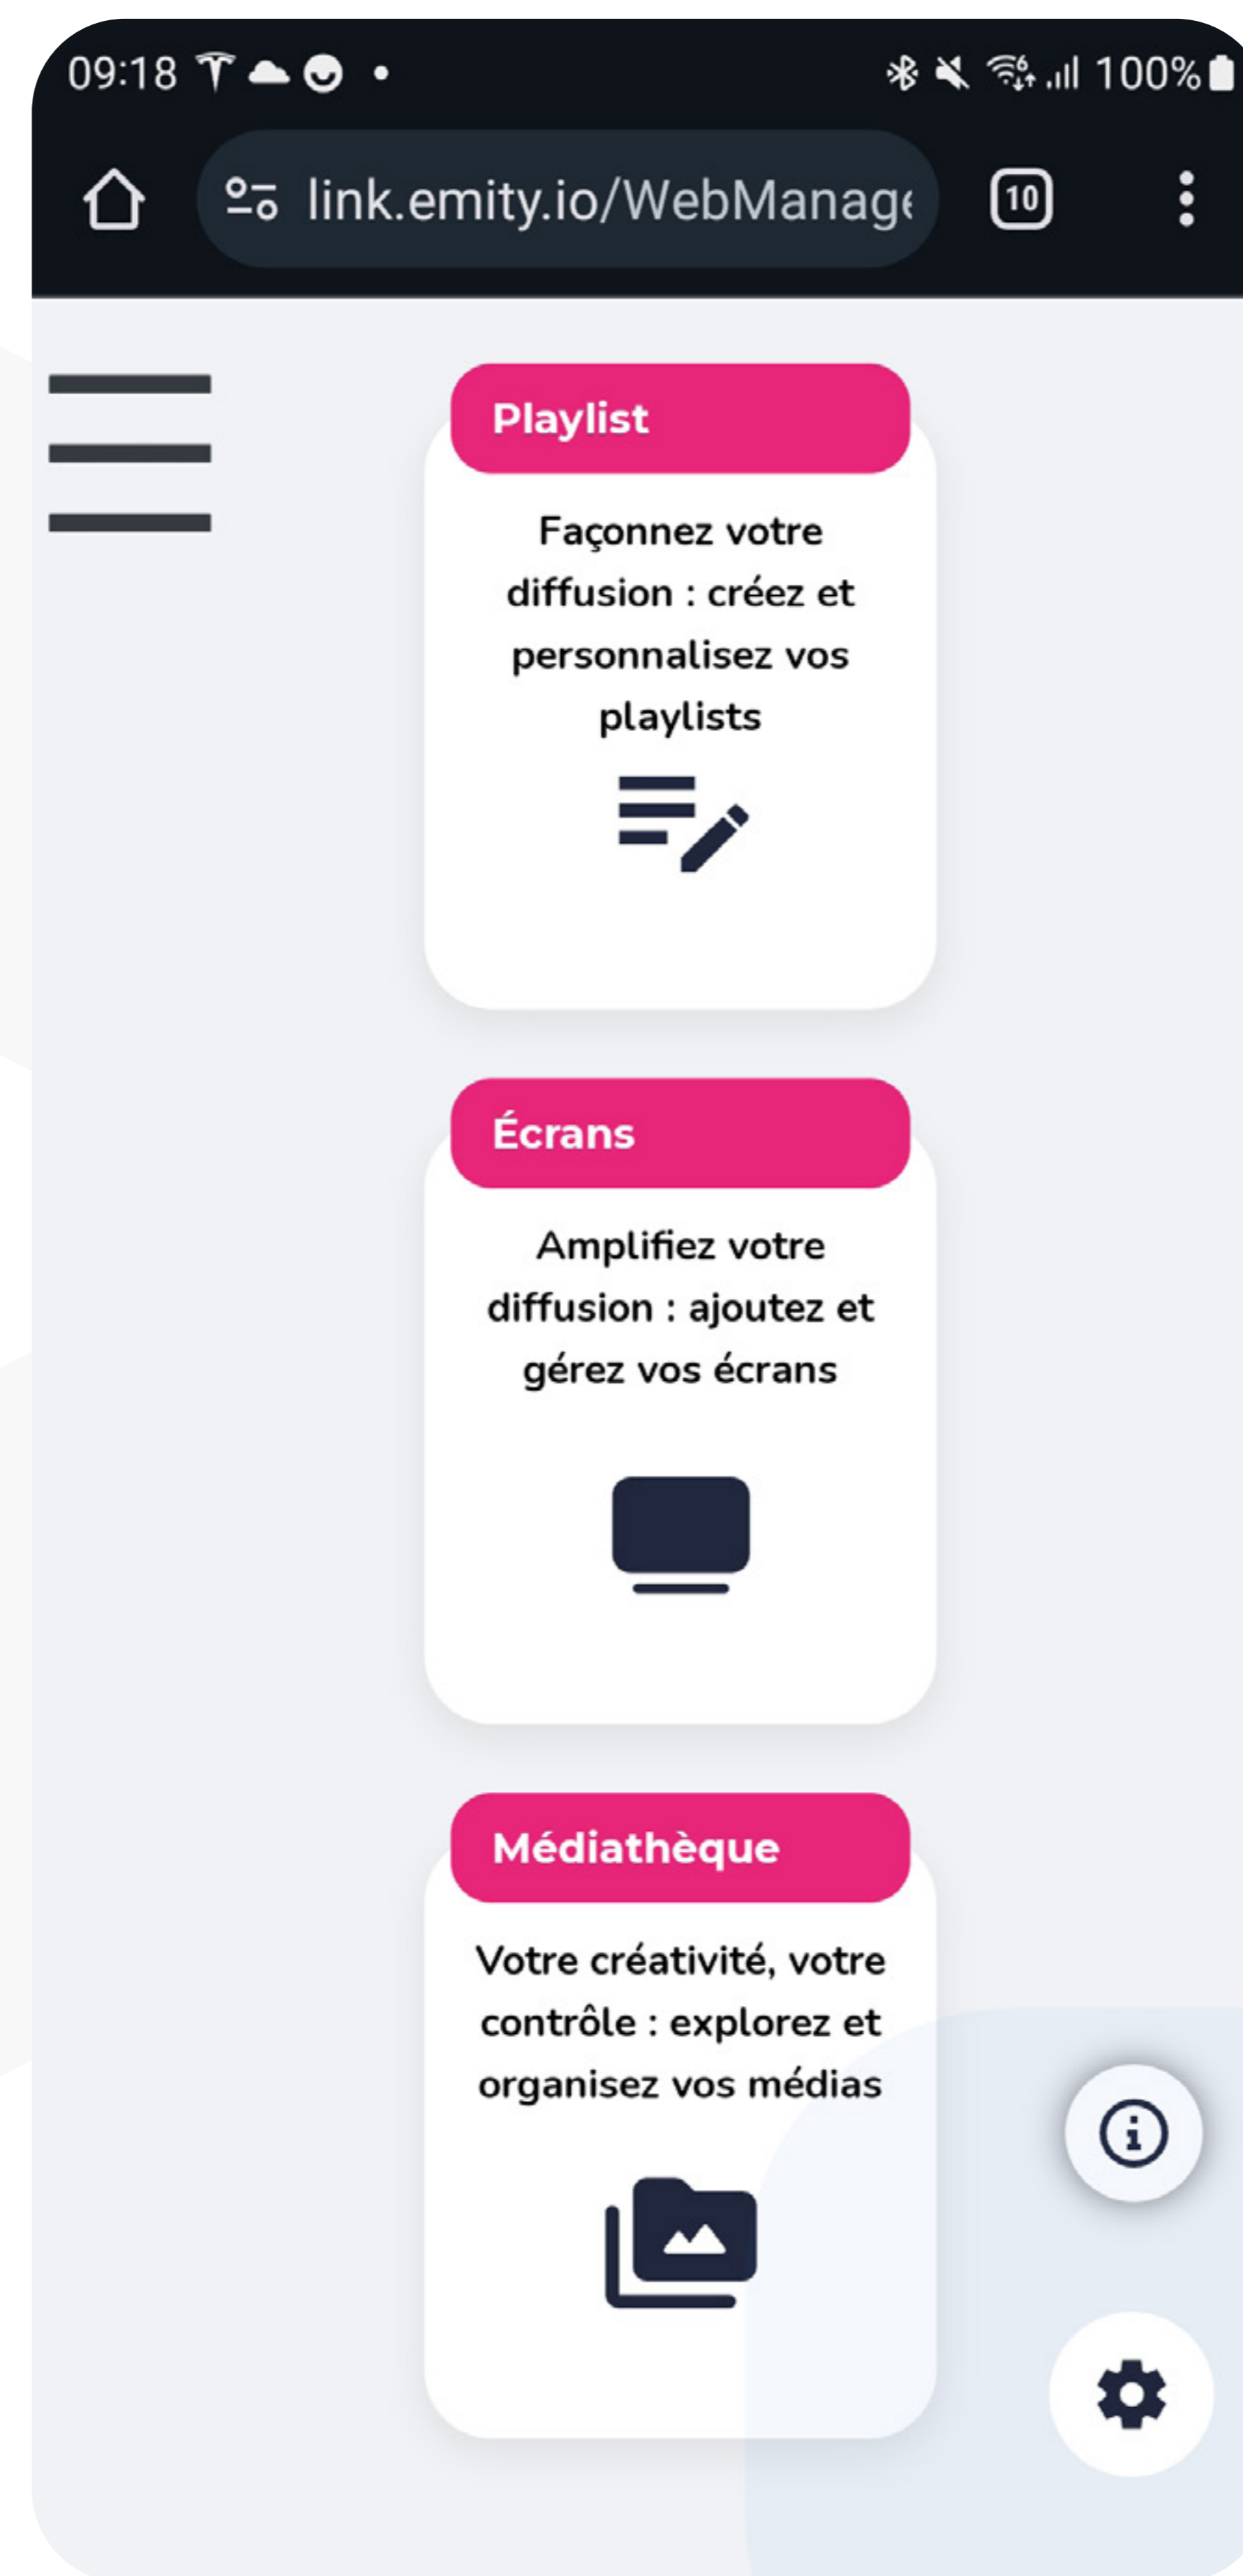 09:18
100%
link.emity.io/WebManage
10
Playlist
Façonnez votre
diffusion : créez et
personnalisez vos
playlists
Écrans
Amplifiez votre
diffusion : ajoutez et
gérez vos écrans
Médiathèque
Votre créativité, votre
contrôle : explorez et
organisez vos médias